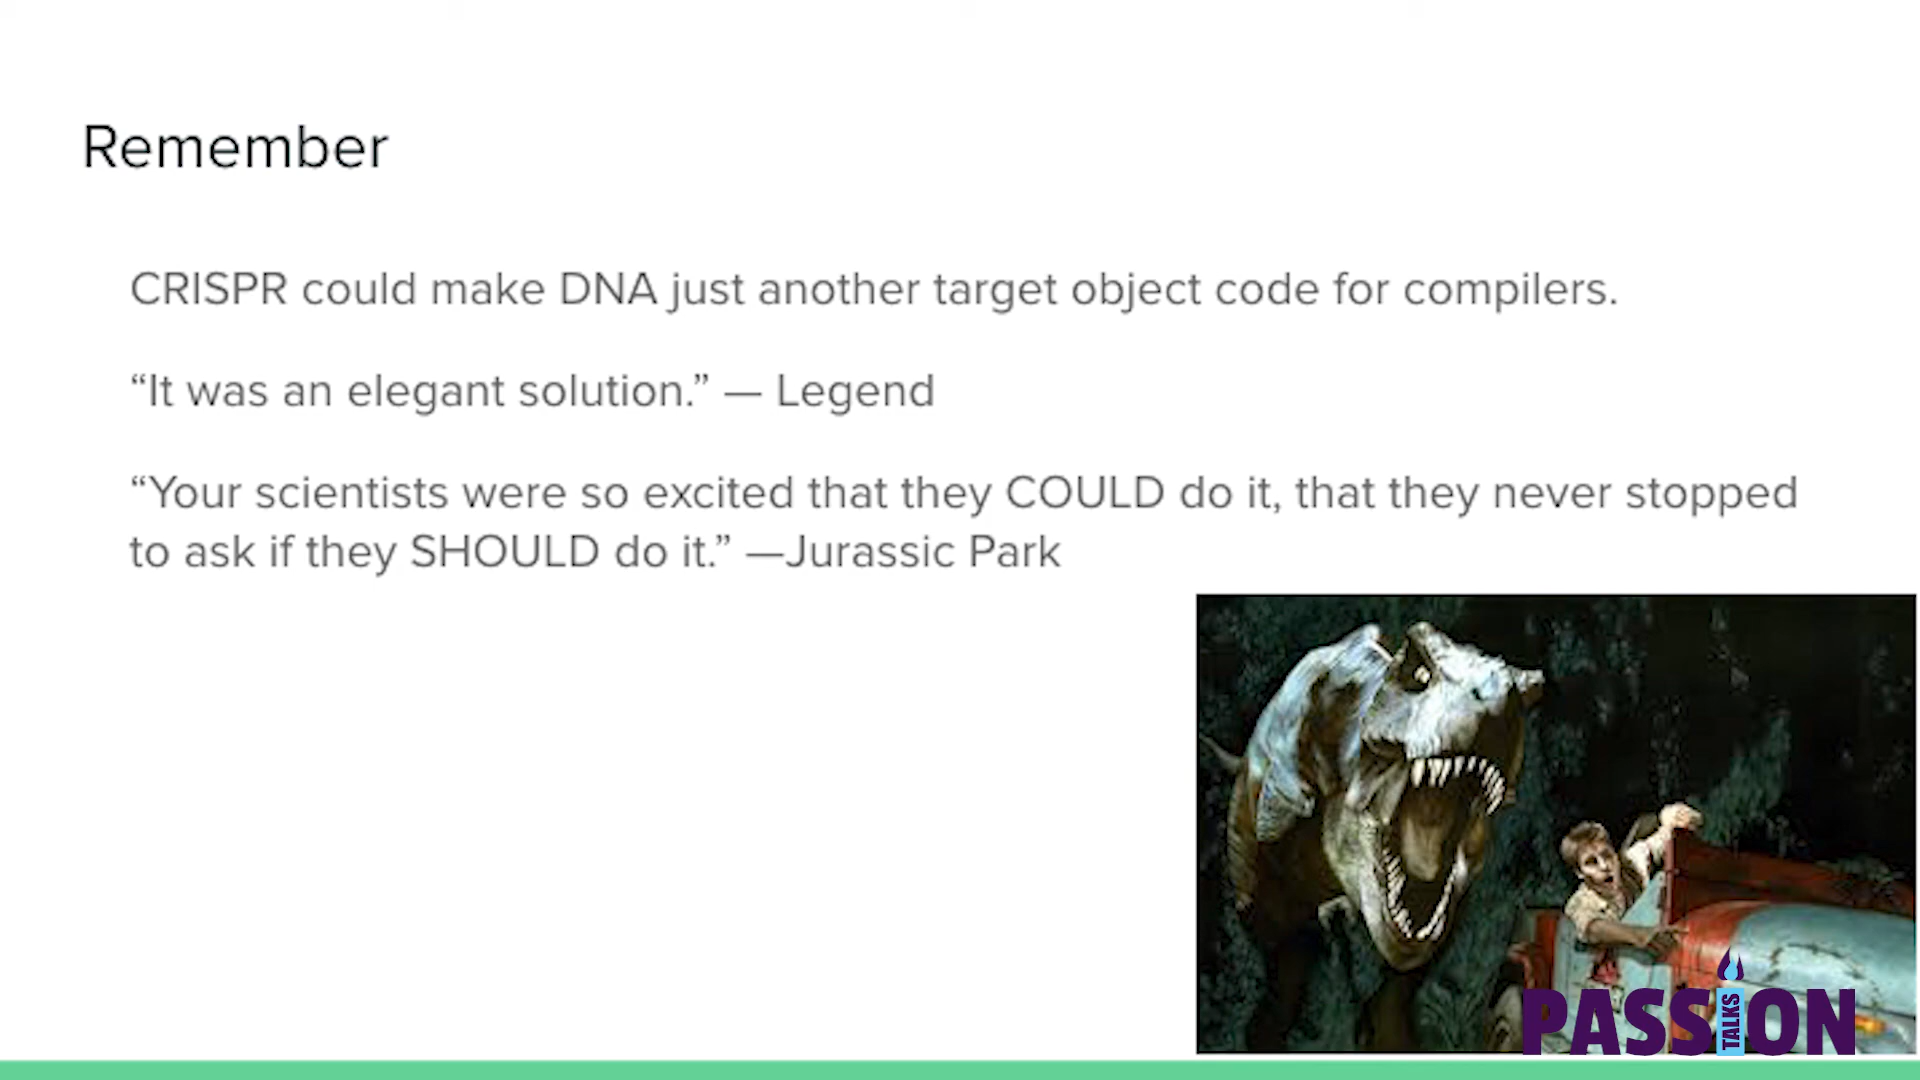 Remember
CRISPR could make DNA just another target object code for compilers.
“It was an elegant solution.” — Legend
“Your scientists were so excited that they COULD do it, that they never stopped
to ask if they SHOULD do it.” —Jurassic Park
PASSION
TALKS